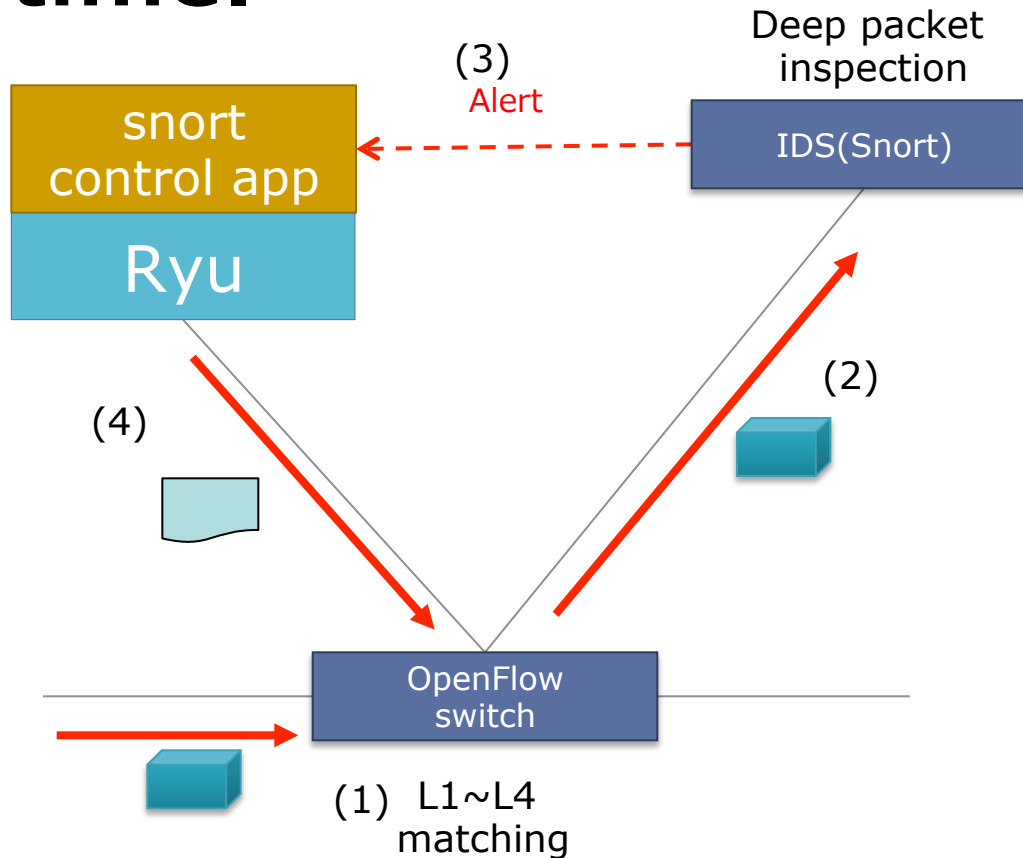 Deep packet
inspection
(3)
Alert
snort
control app
IDS(Snort)
Ryu
(2)
(4)
OpenFlow
switch
(1) L1~L4
matching